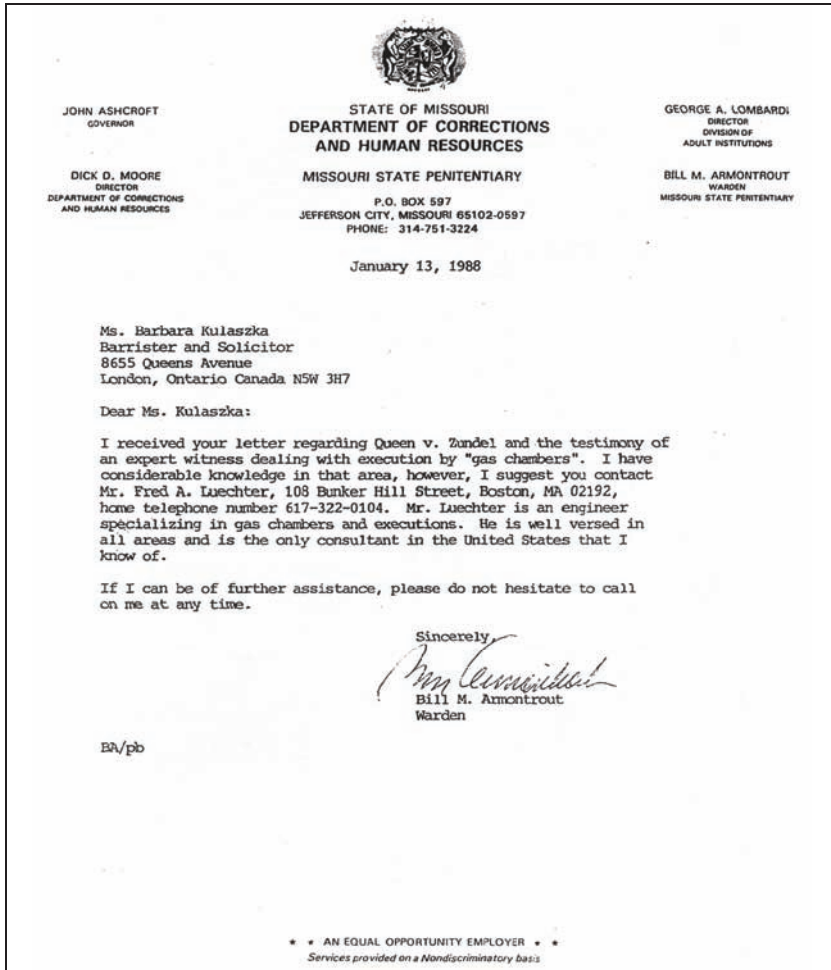 JOHN ASHCROFT
GOVERNOR
DICK D. MOORE
DIRECTOR
DEPARTMENT OF CORRECTIONS
AND HUMAN RESOURCES
STATE OF MISSOURI
DEPARTMENT OF CORRECTIONS
AND HUMAN RESOURCES
MISSOURI STATE PENITENTIARY
P.O. BOX 597
JEFFERSON CITY, MISSOURI 65102-0597
PHONE: 314-751-3224
GEORGE A. LOMBARDI
DIRECTOR
DIVISION OF
ADULT INSTITUTIONS
BILL M. ARMONTROUT
WARDEN
MISSOURI STATE PENITENTIARY
January 13, 1988
Ms. Barbara Kulaszka
Barrister and Solicitor
8655 Queens Avenue
London, Ontario Canada N5W 3H7
Dear Ms. Kulaszka:
I received your letter regarding Queen v. Zundel and the testimony of
an expert witness dealing with execution by "gas chambers". I have
considerable knowledge in that area, however, I suggest you contact
Mr. Fred A. Luechter, 108 Bunker Hill Street, Boston, MA 02192,
home telephone number 617-322-0104. Mr. Luechter is an engineer
specializing in gas chambers and executions. He is well versed in
all areas and is the only consultant in the United States that I
know of.
If I can be of further assistance, please do not hesitate to call
on me at any time.
Sincerely,
Bill M. Armontrout
Warden
BA/pb
★ ★ AN EQUAL OPPORTUNITY EMPLOYER ★ ★
Services provided on a Nondiscriminatory basis